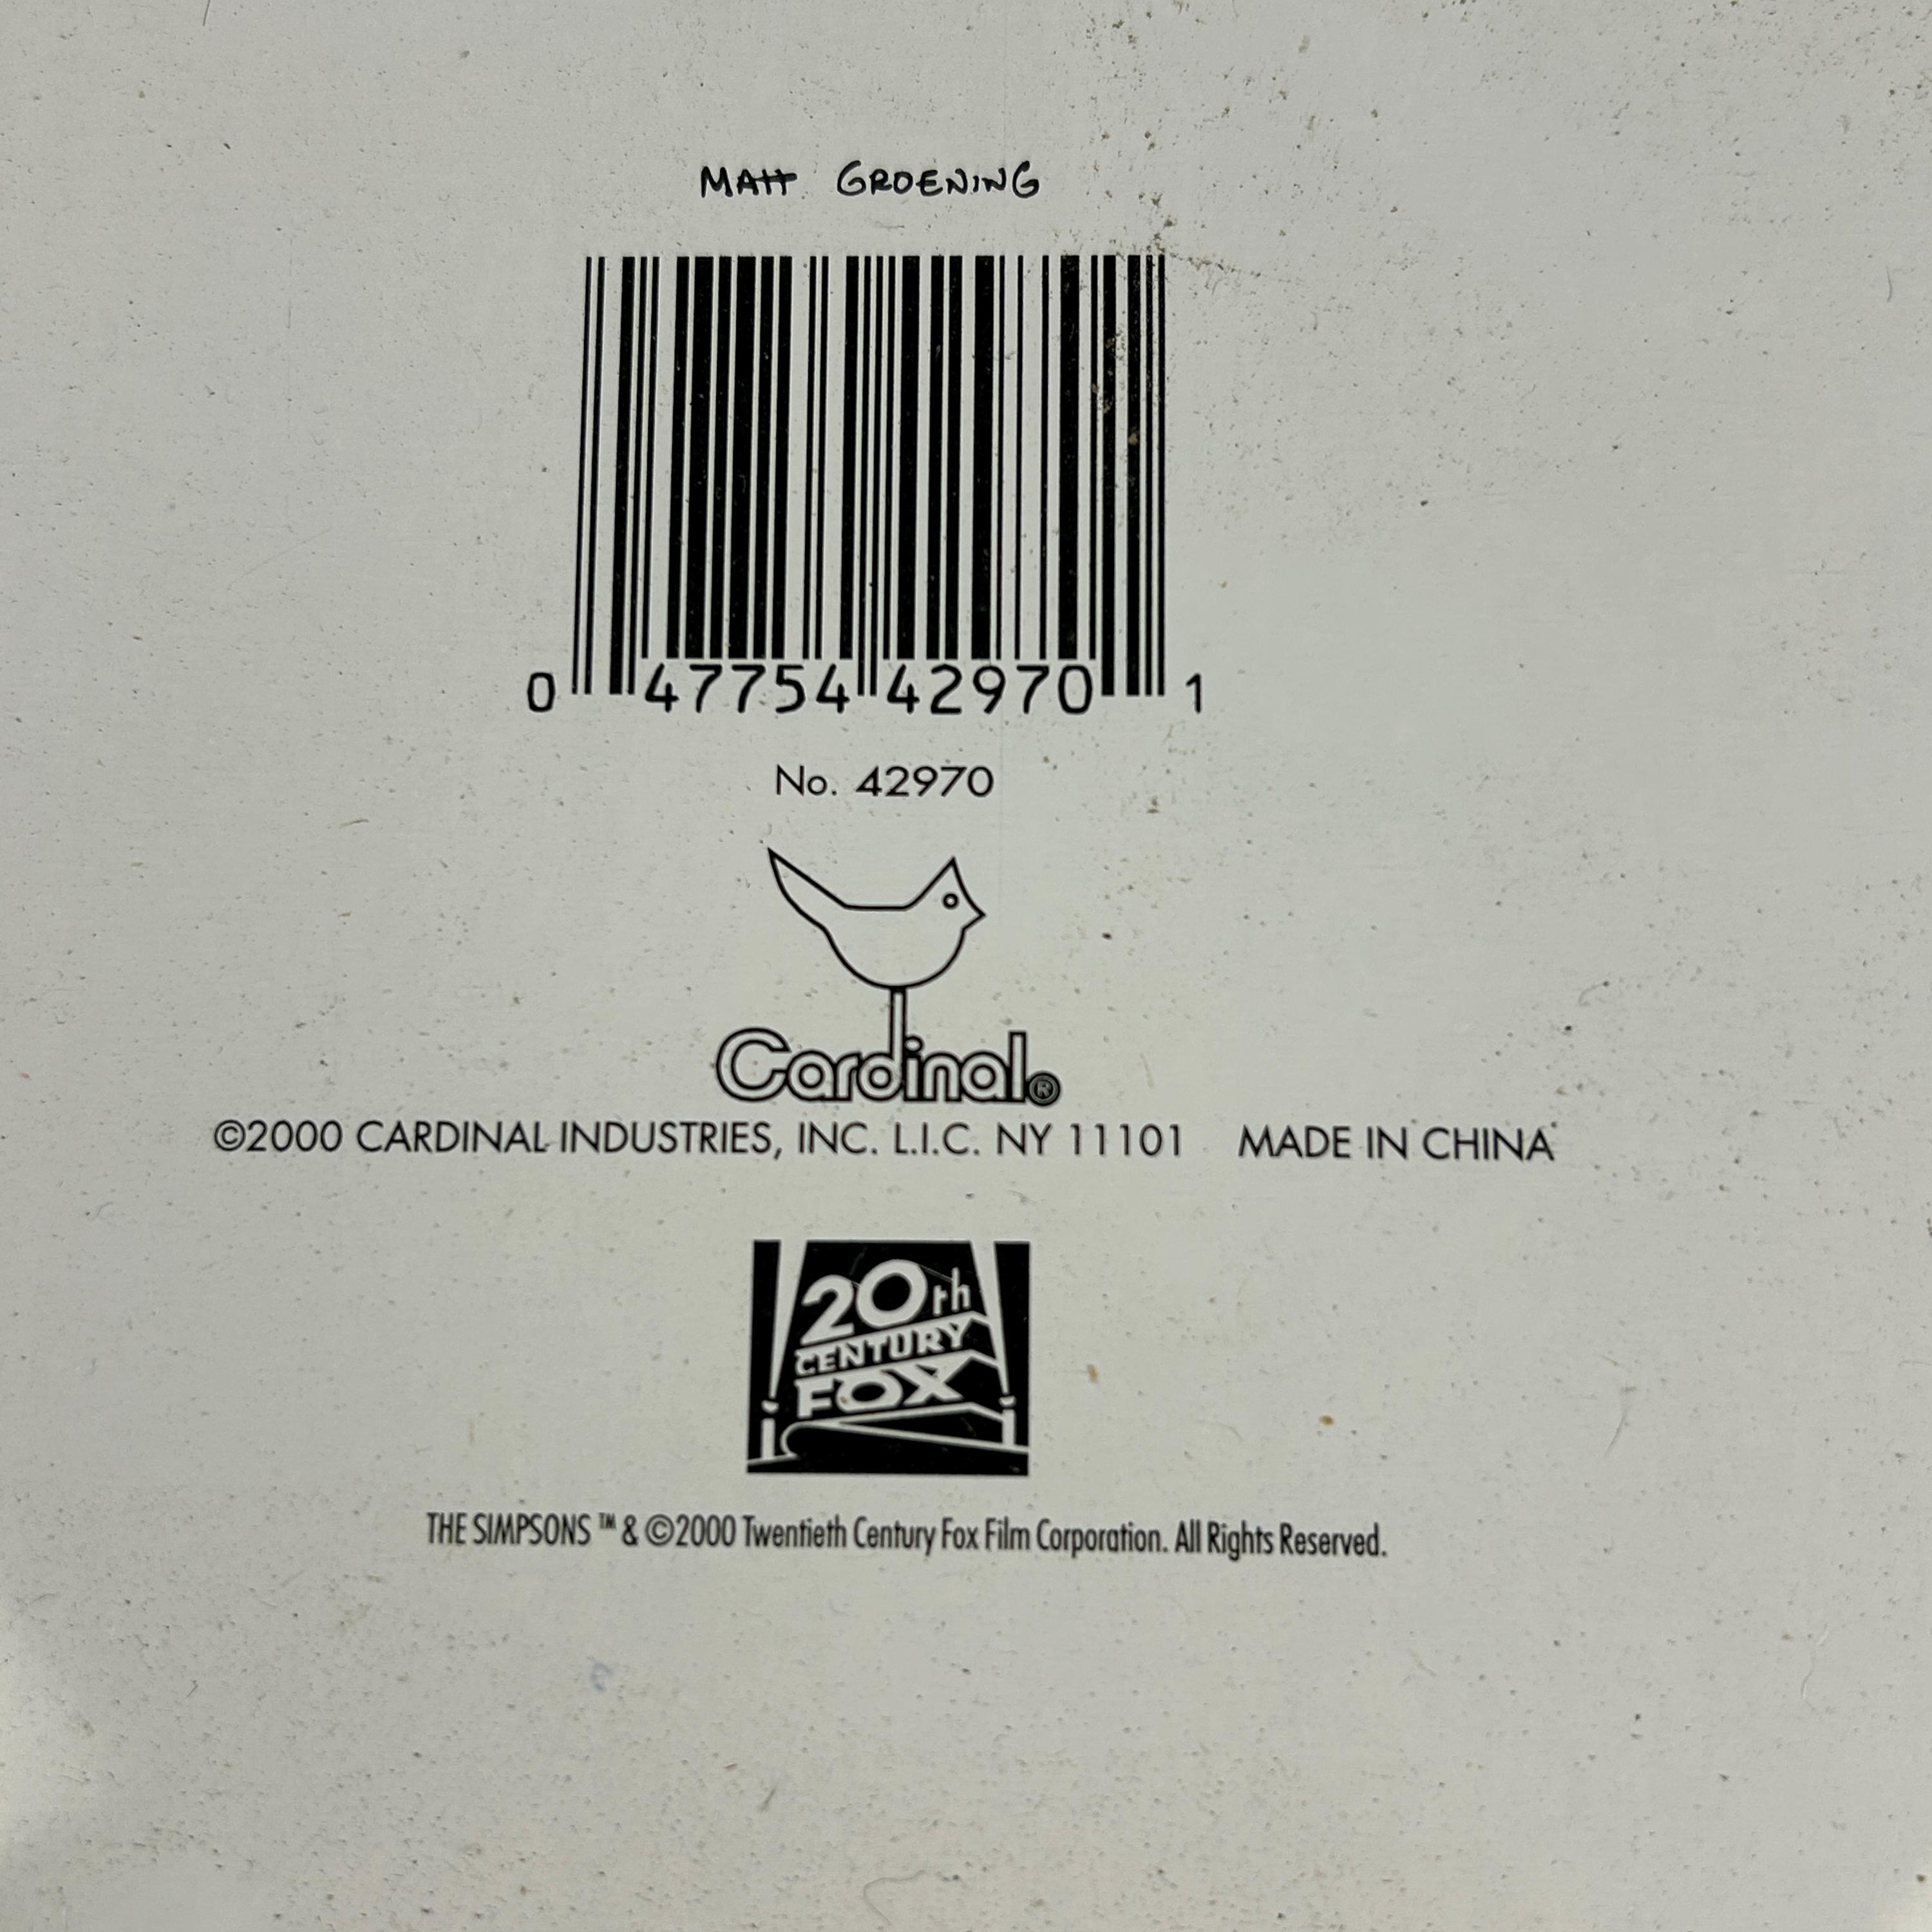 MATT GROENING
0 47754 42970 1
No. 42970
Cardinal®
©2000 CARDINAL INDUSTRIES, INC. L.I.C. NY 11101 MADE IN CHINA
20th
CENTURY
FOX
THE SIMPSONS ™ & ©2000 Twentieth Century Fox Film Corporation. All Rights Reserved.